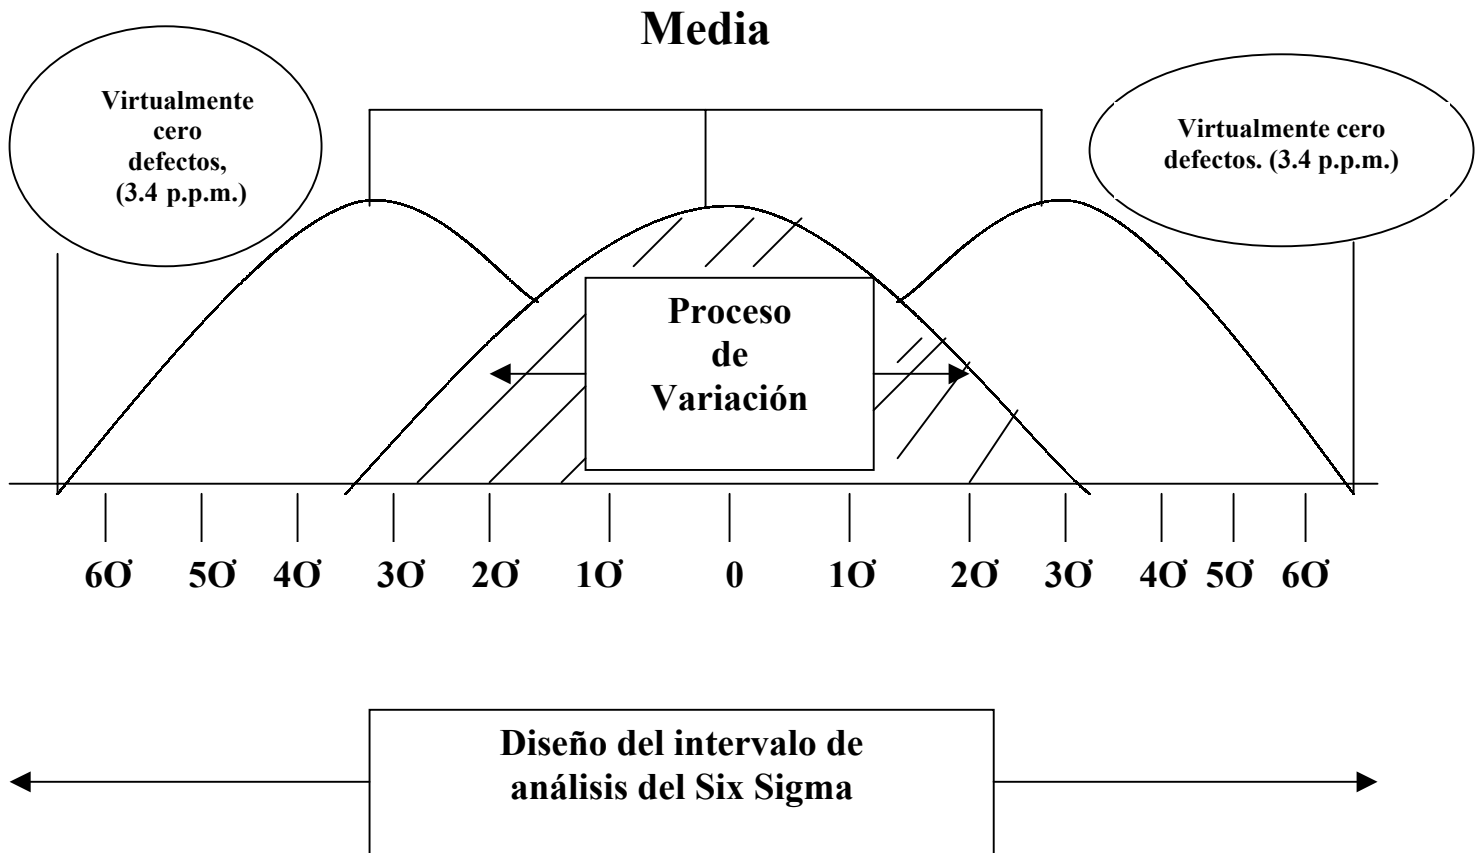 Media
Virtualmente
cero
defectos,
(3.4 p.p.m.)
Virtualmente cero
defectos. (3.4 p.p.m.)
Proceso
de
Variación
6Ơ 5Ơ 4Ơ 3Ơ 2Ơ 1Ơ 0 1Ơ 2Ơ 3Ơ 4Ơ 5Ơ 6Ơ
Diseño del intervalo de
análisis del Six Sigma